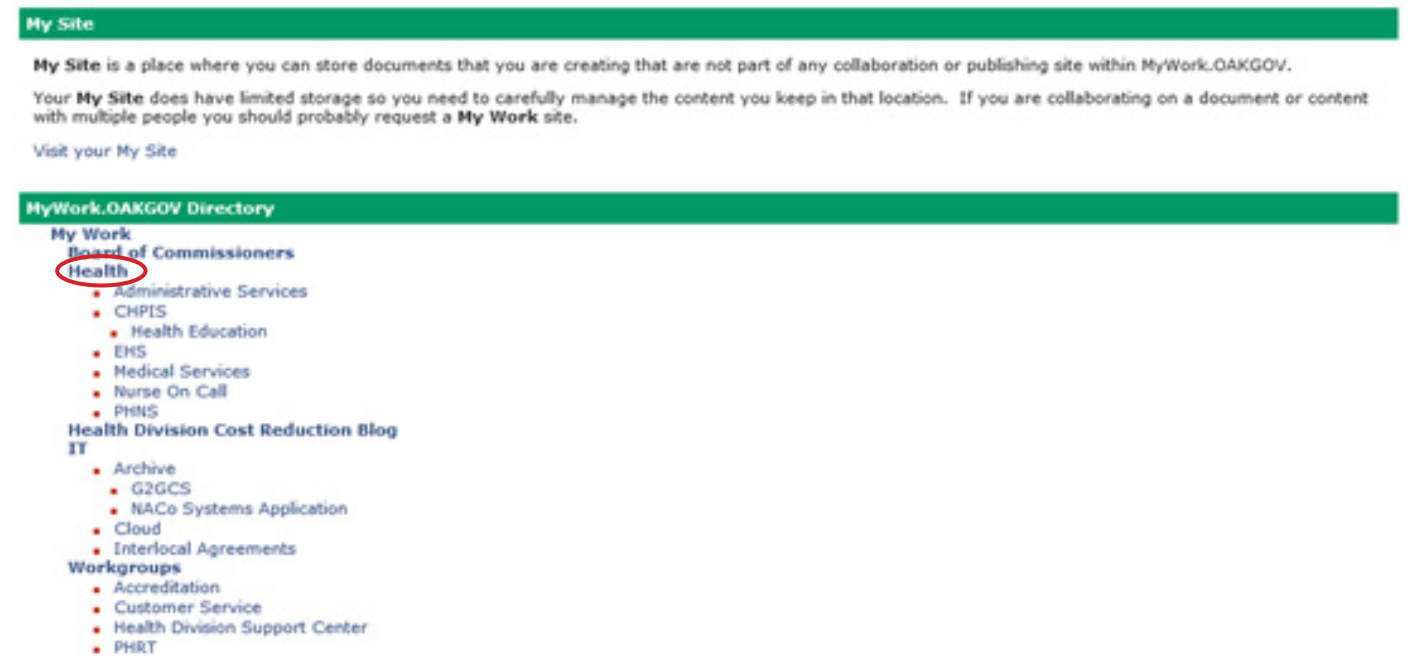 My Site
My Site is a place where you can store documents that you are creating that are not part of any collaboration or publishing site within MyWork.OAKGOV.
Your My Site does have limited storage so you need to carefully manage the content you keep in that location.  If you are collaborating on a document or content
with multiple people you should probably request a My Work site.
Visit your My Site
MyWork.OAKGOV Directory
My Work
Board of Commissioners
Health
Administrative Services
CHPIS
Health Education
EHS
Medical Services
Nurse On Call
PHNS
Health Division Cost Reduction Blog
IT
Archive
G2GCS
NACo Systems Application
Cloud
Interlocal Agreements
Workgroups
Accreditation
Customer Service
Health Division Support Center
PHRT